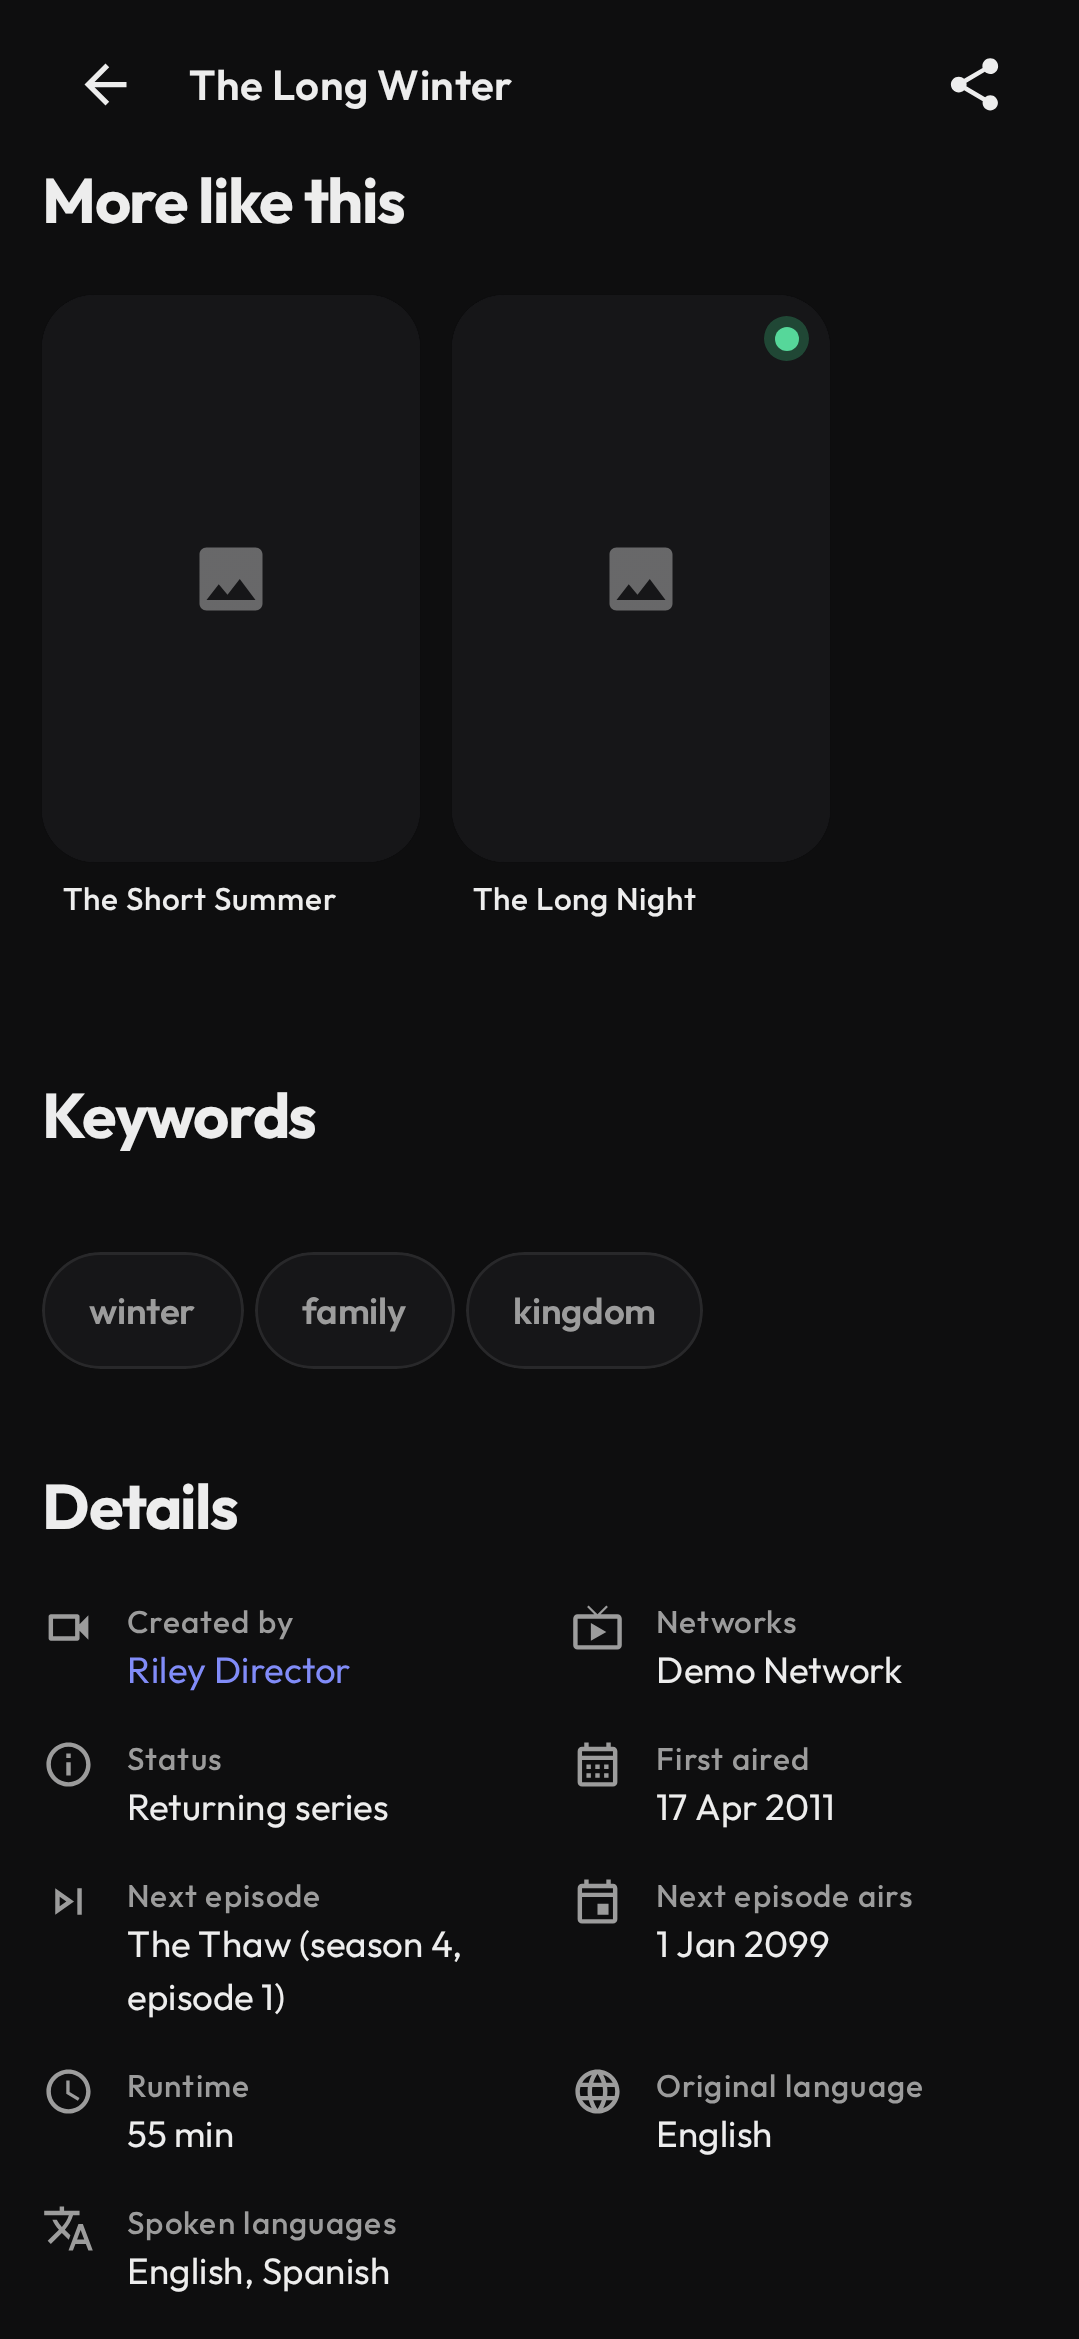 The Long Winter
More like this
The Short Summer
The Long Night
Keywords
winter
family
kingdom
Details
Created by
Riley Director
Networks
Demo Network
Status
Returning series
First aired
17 Apr 2011
Next episode
The Thaw (season 4,
episode 1)
Next episode airs
1 Jan 2099
Runtime
55 min
Original language
English
Spoken languages
English, Spanish